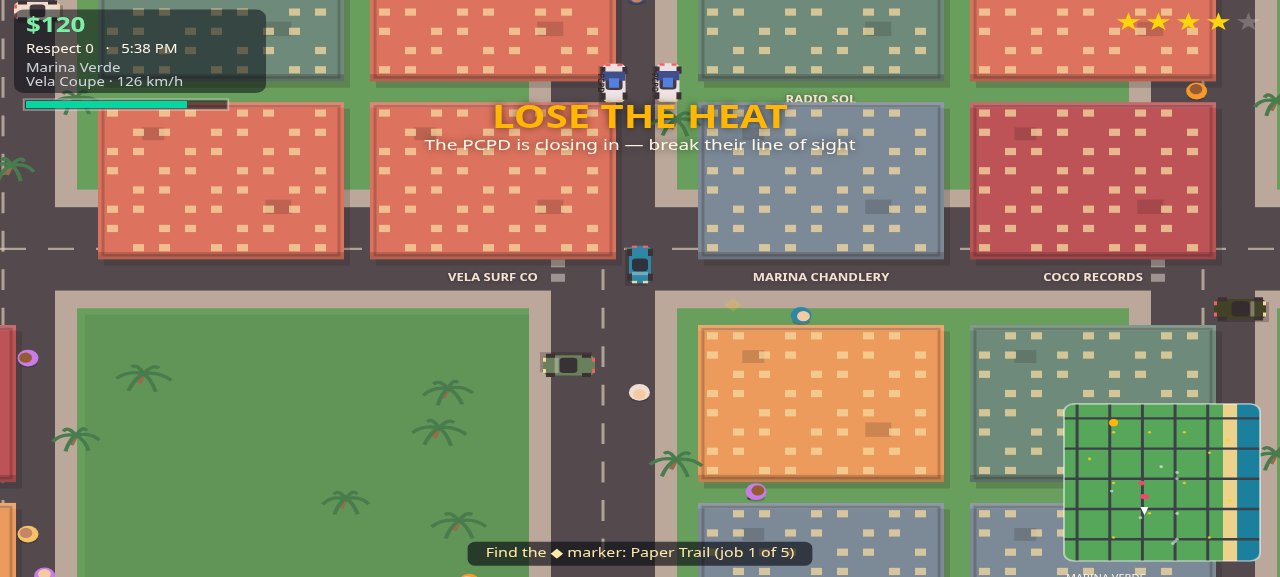 $120
Respect 0 · 5:38 PM
Marina Verde
Vela Coupe · 126 km/h
RADIO SOL
LOSE THE HEAT
The PCPD is closing in — break their line of sight
VELA SURF CO
MARINA CHANDLERY
COCO RECORDS
Find the ◆ marker: Paper Trail (job 1 of 5)
MARINA VERDE